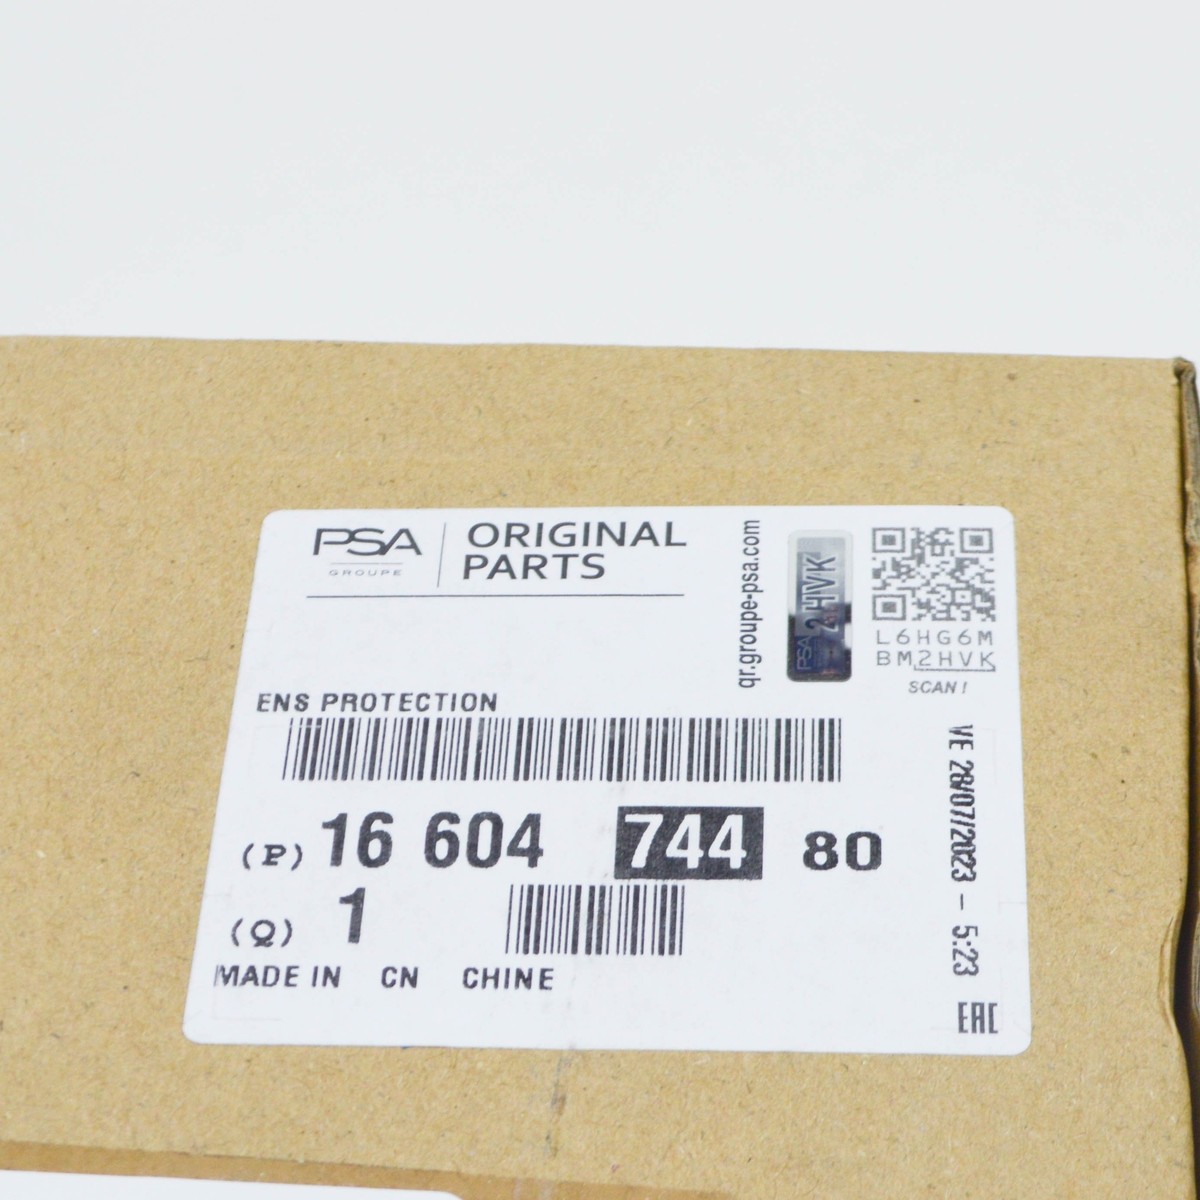 PSA
GROUPE
ORIGINAL
PARTS
qr.groupe-psa.com
PSA 2HVK
L6HG6M
BM2HVK
SCAN!
ENS PROTECTION
(P) 16 604 744 80
(Q) 1
MADE IN CN CHINE
VE 28/07/2023 - 5:23
EAC